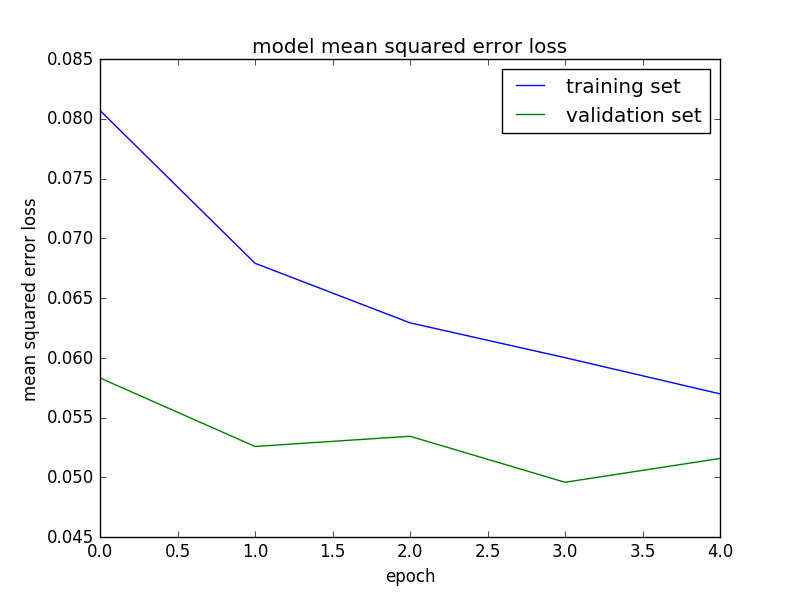 model mean squared error loss
training set
validation set
mean squared error loss
0.085
0.080
0.075
0.070
0.065
0.060
0.055
0.050
0.045
0.0 0.5 1.0 1.5 2.0 2.5 3.0 3.5 4.0
epoch